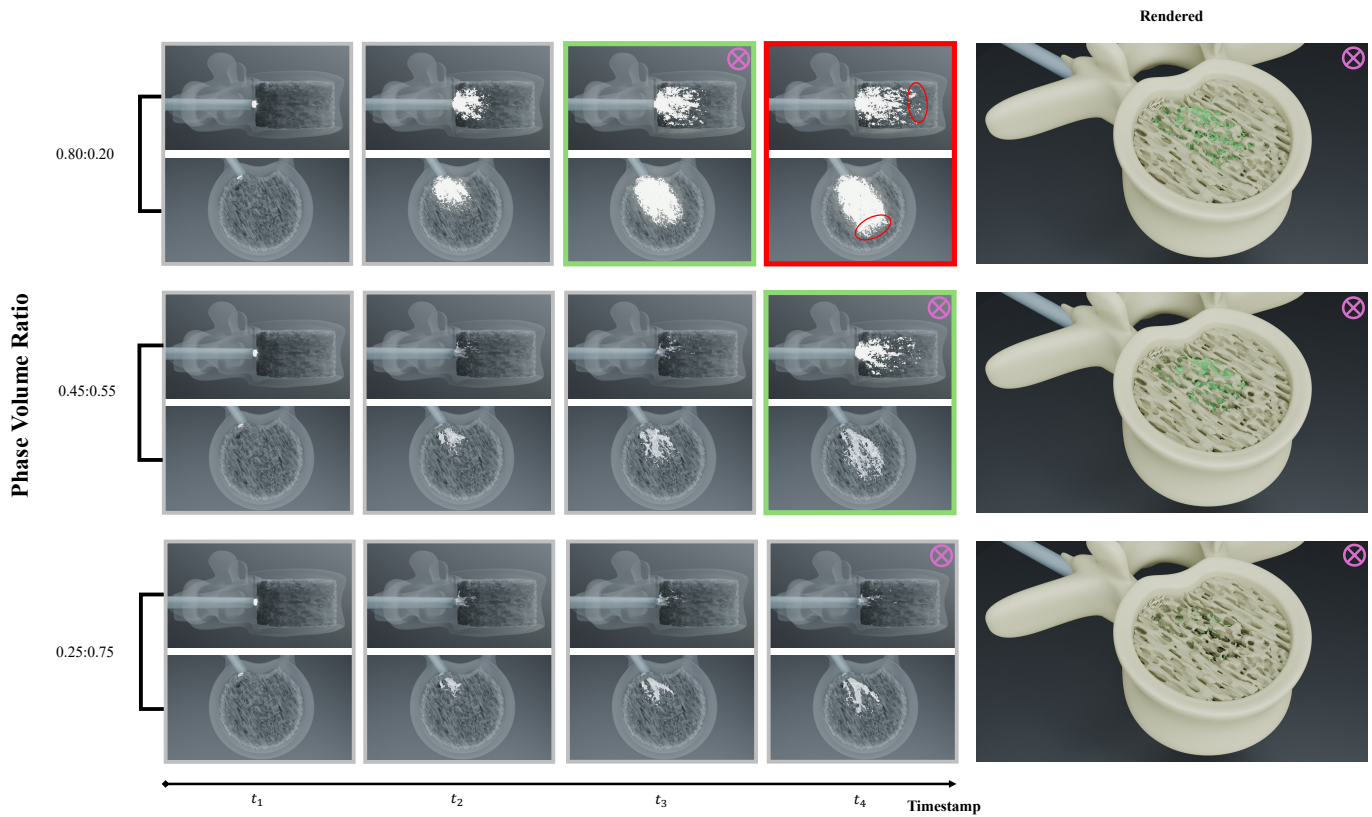 Rendered
0.80:0.20
Phase Volume Ratio
0.45:0.55
0.25:0.75
t₁
t₂
t₃
t₄
Timestamp